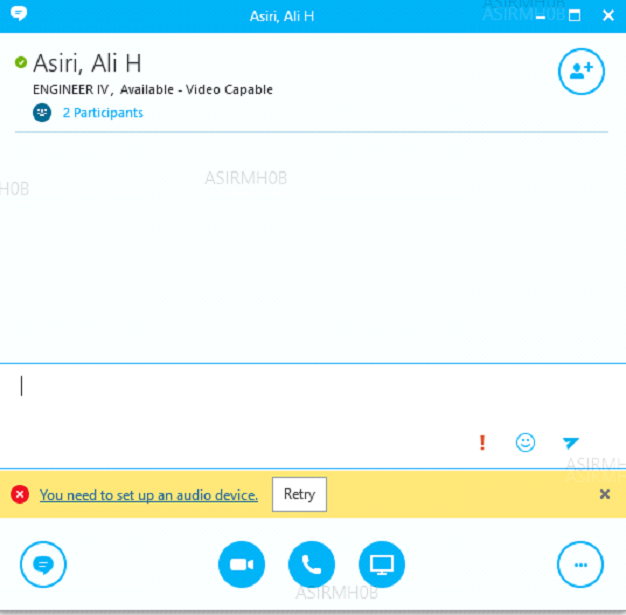 Asiri, Ali H
ASIRMH0B
Asiri, Ali H
ENGINEER IV, Available - Video Capable
2 Participants
ASIRMH0B
H0B
ASIRMH
You need to set up an audio device. Retry
ASIRMH0B